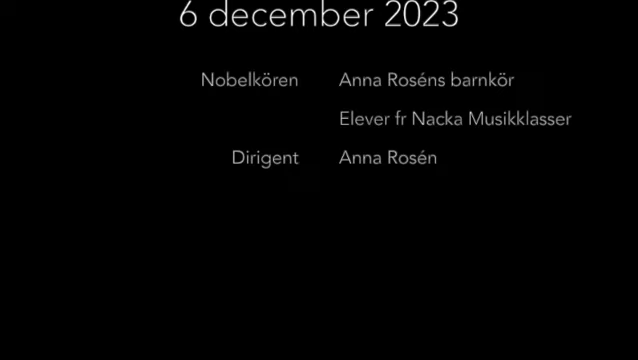 6 december 2023
Nobelkören Anna Roséns barnkör
Elever fr Nacka Musikklasser
Dirigent Anna Rosén